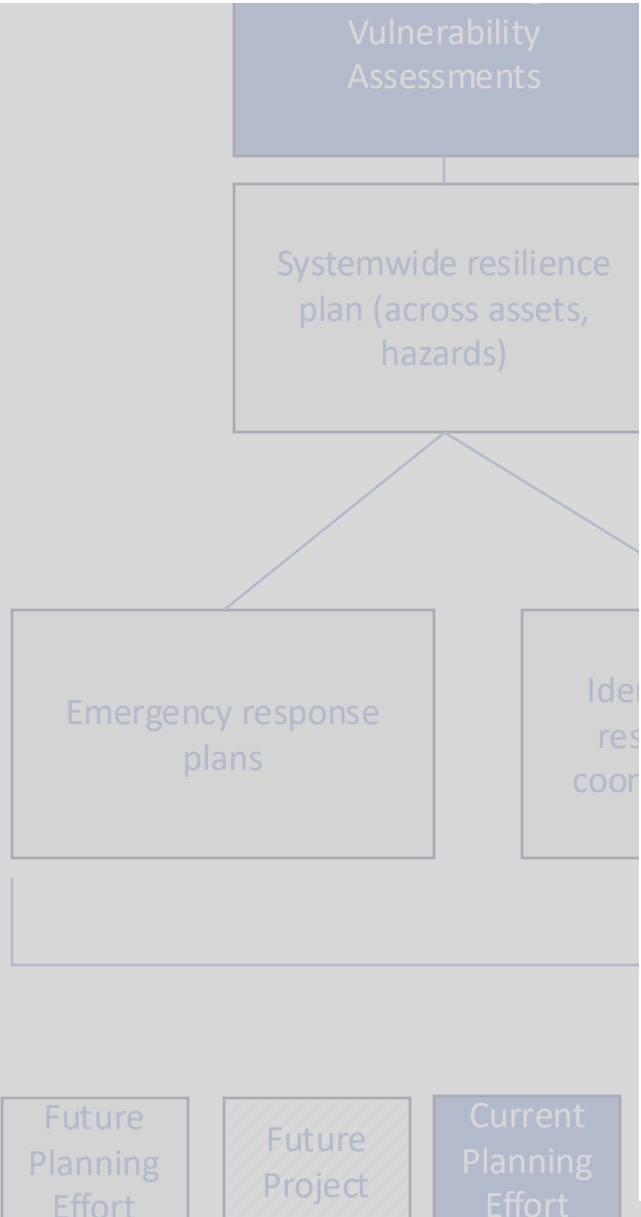 Vulnerability
Assessments
Systemwide resilience
plan (across assets,
hazards)
Emergency response
plans
Future
Planning
Effort
Future
Project
Current
Planning
Effort